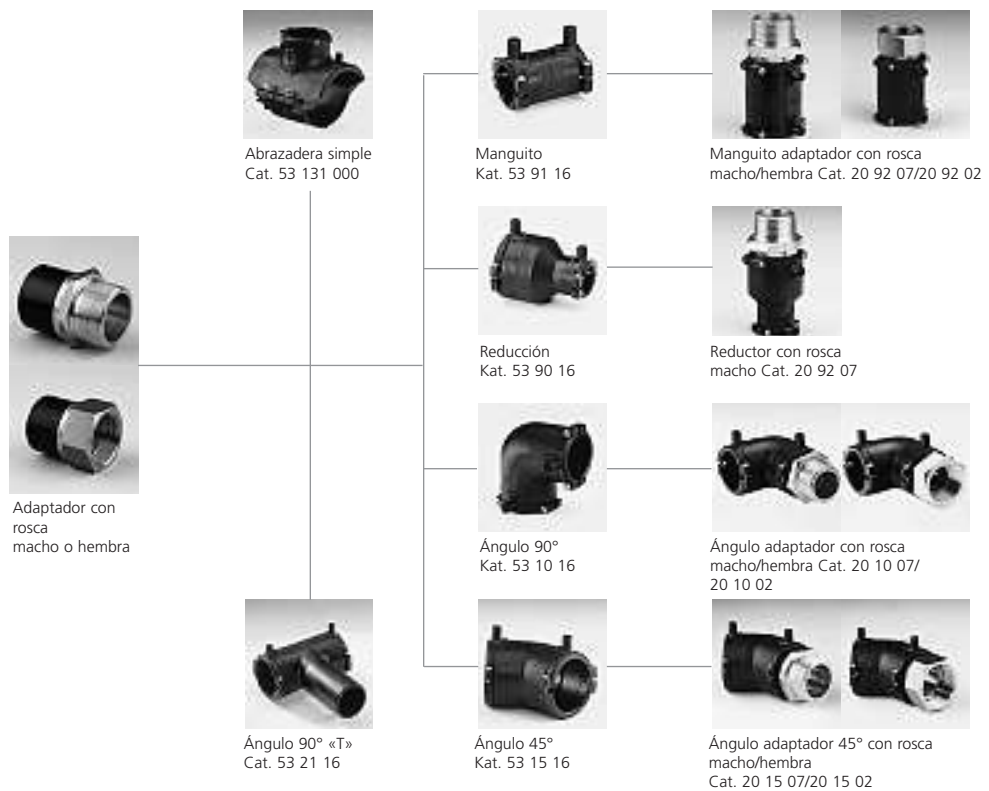 Abrazadera simple
Cat. 53 131 000
Manguito
Kat. 53 91 16
Manguito adaptador con rosca
macho/hembra Cat. 20 92 07/20 92 02
Reducción
Kat. 53 90 16
Reductor con rosca
macho Cat. 20 92 07
Adaptador con
rosca
macho o hembra
Ángulo 90°
Kat. 53 10 16
Ángulo adaptador con rosca
macho/hembra Cat. 20 10 07/
20 10 02
Ángulo 90° «T»
Cat. 53 21 16
Ángulo 45°
Kat. 53 15 16
Ángulo adaptador 45° con rosca
macho/hembra
Cat. 20 15 07/20 15 02